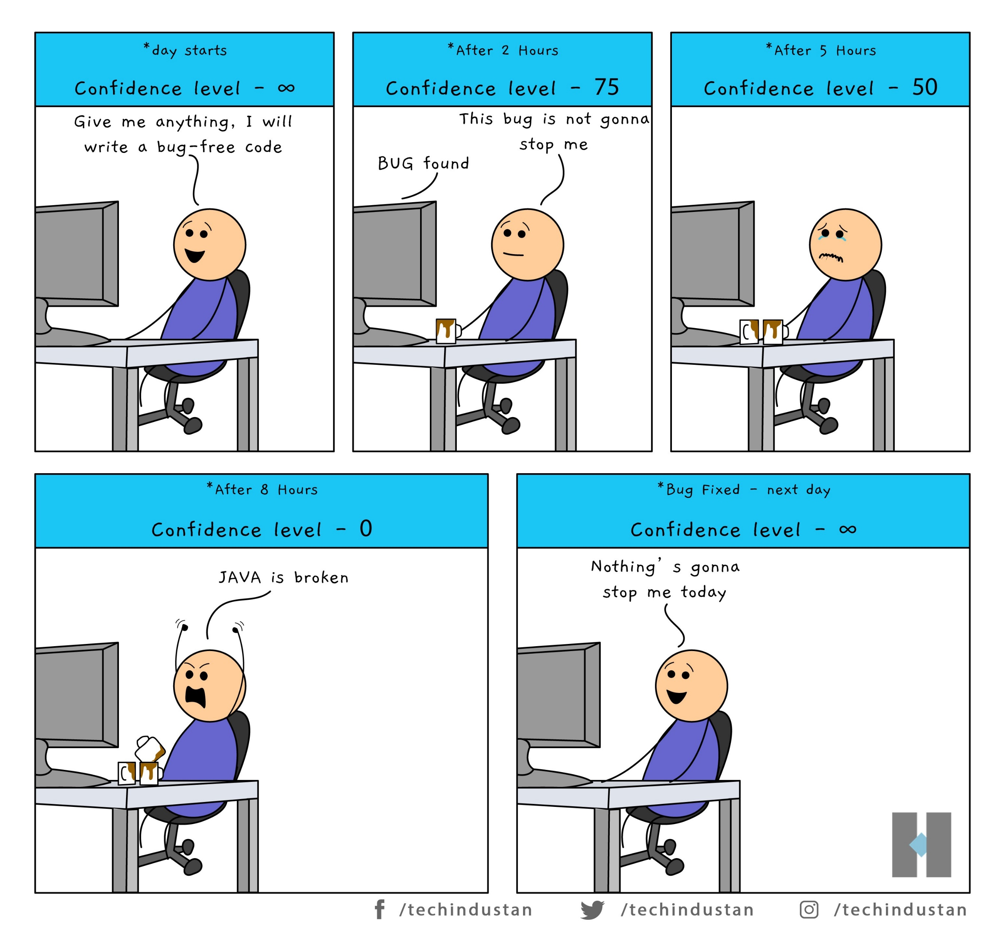 *day starts
Confidence level - ∞
Give me anything, I will
write a bug-free code
*After 2 Hours
Confidence level - 75
This bug is not gonna
stop me
BUG found
*After 5 Hours
Confidence level - 50
*After 8 Hours
Confidence level - 0
JAVA is broken
*Bug Fixed - next day
Confidence level - ∞
Nothing's gonna
stop me today
/techindustan
/techindustan
/techindustan